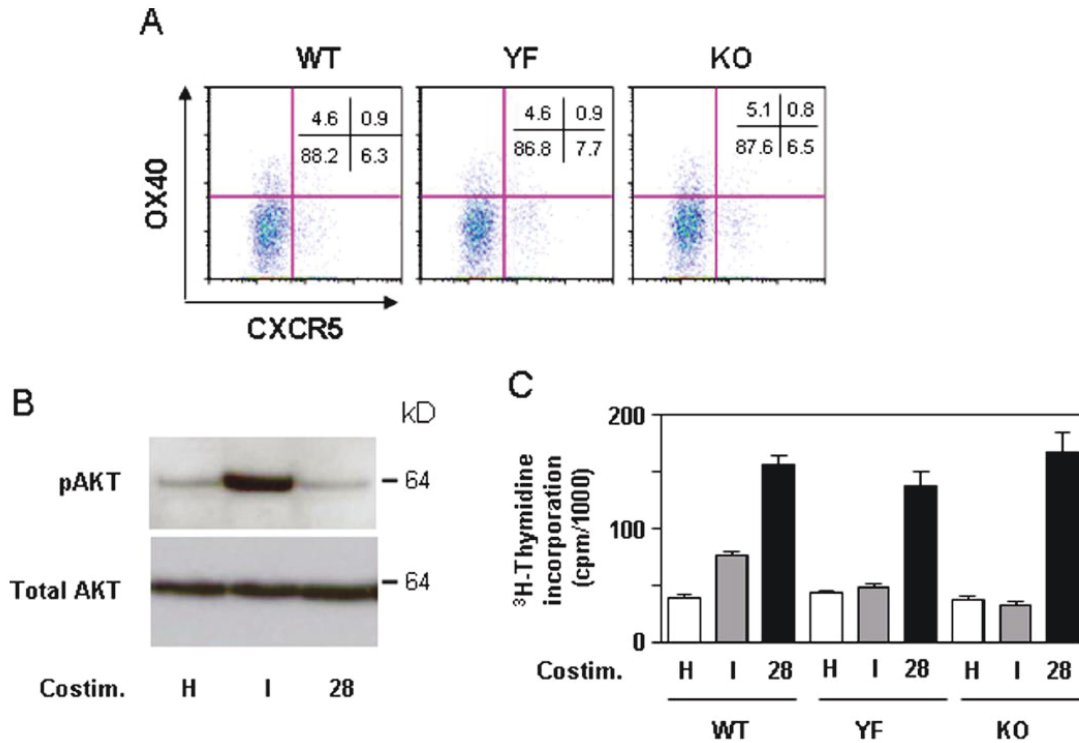 A
WT YF KO
4.6 0.9 4.6 0.9 5.1 0.8
88.2 6.3 86.8 7.7 87.6 6.5
OX40
CXCR5
B
kD
pAKT
64
Total AKT
64
Costim. H I 28
C
200
100
0
³H-Thymidine
incorporation
(cpm/1000)
Costim. H I 28 H I 28 H I 28
WT YF KO